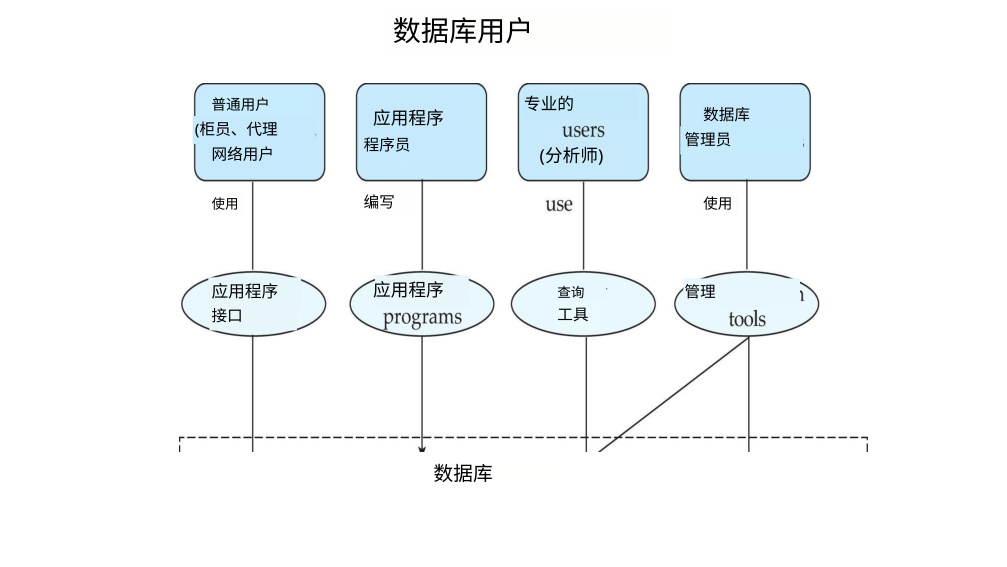 数据库用户
普通用户
(柜员、代理
网络用户
应用程序
程序员
专业的
users
(分析师)
数据库
管理员
使用
编写
use
使用
应用程序
接口
应用程序
programs
查询
工具
管理
tools
数据库